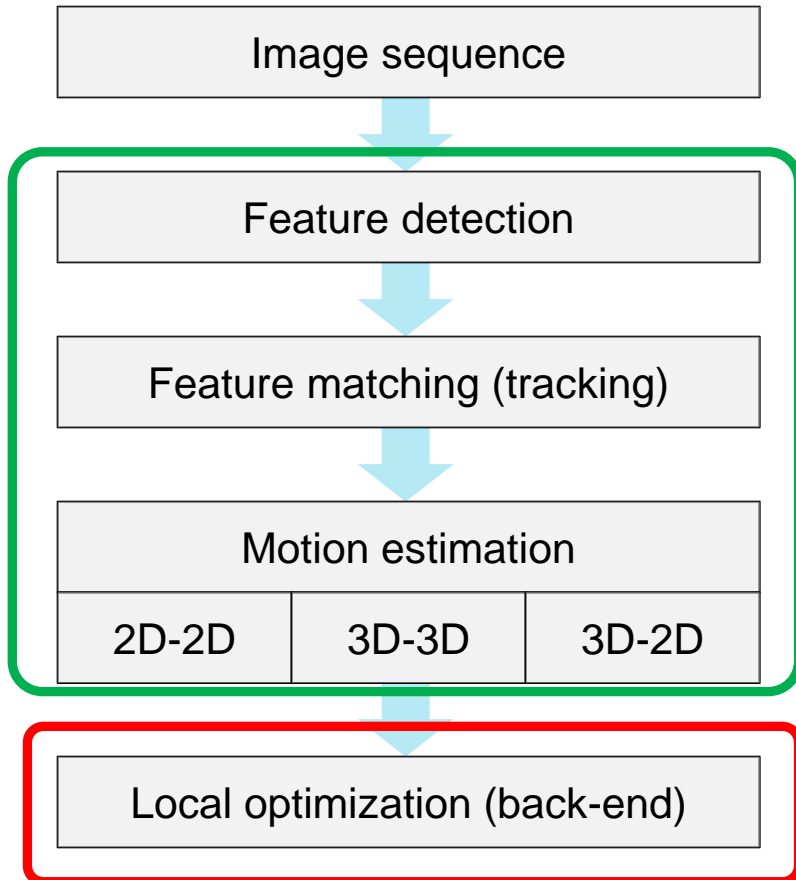 Image sequence
Feature detection
Feature matching (tracking)
Motion estimation
2D-2D 3D-3D 3D-2D
Local optimization (back-end)